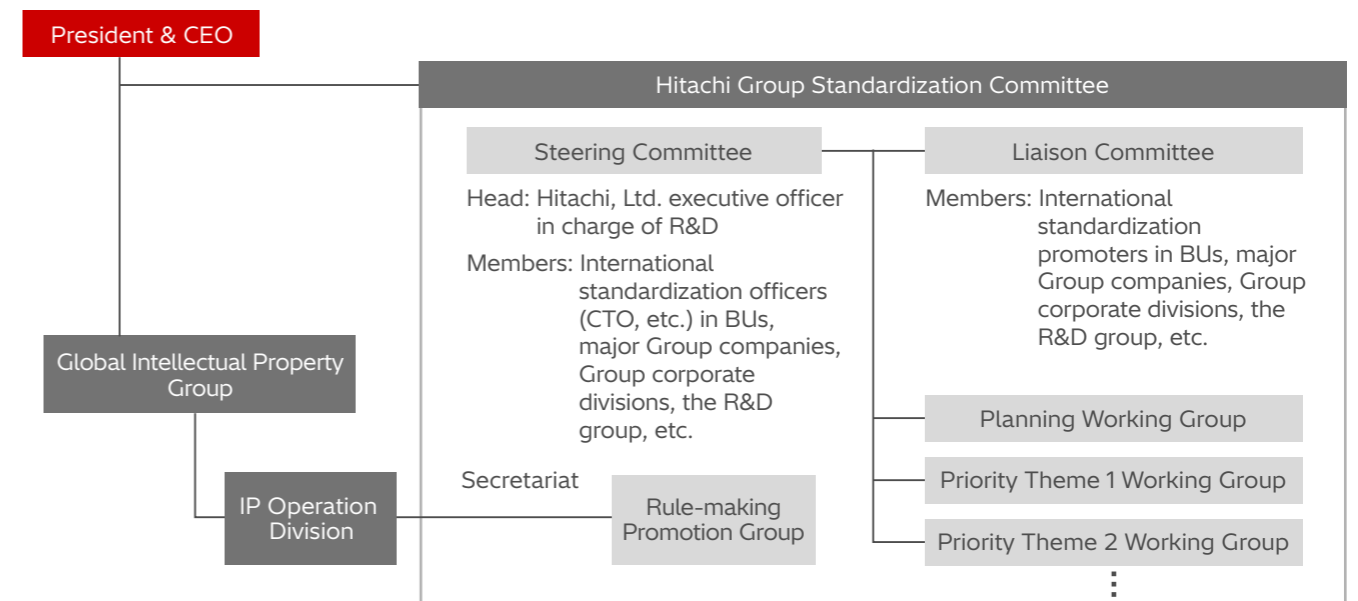 President & CEO
Hitachi Group Standardization Committee
Steering Committee
Head: Hitachi, Ltd. executive officer
in charge of R&D
Members: International
standardization officers
(CTO, etc.) in BUs,
major Group companies,
Group corporate
divisions, the R&D
group, etc.
Liaison Committee
Members: International
standardization
promoters in BUs, major
Group companies, Group
corporate divisions, the
R&D group, etc.
Global Intellectual Property
Group
Planning Working Group
Priority Theme 1 Working Group
Priority Theme 2 Working Group
IP Operation
Division
Secretariat
Rule-making
Promotion Group